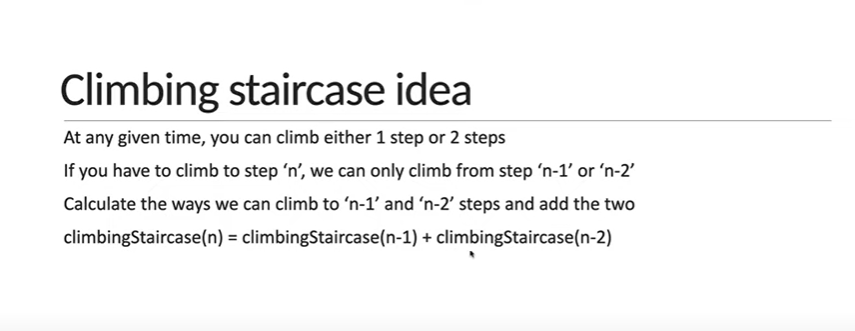 Climbing staircase idea
At any given time, you can climb either 1 step or 2 steps
If you have to climb to step ‘n’, we can only climb from step ‘n-1’ or ‘n-2’
Calculate the ways we can climb to ‘n-1’ and ‘n-2’ steps and add the two
climbingStaircase(n) = climbingStaircase(n-1) + climbingStaircase(n-2)